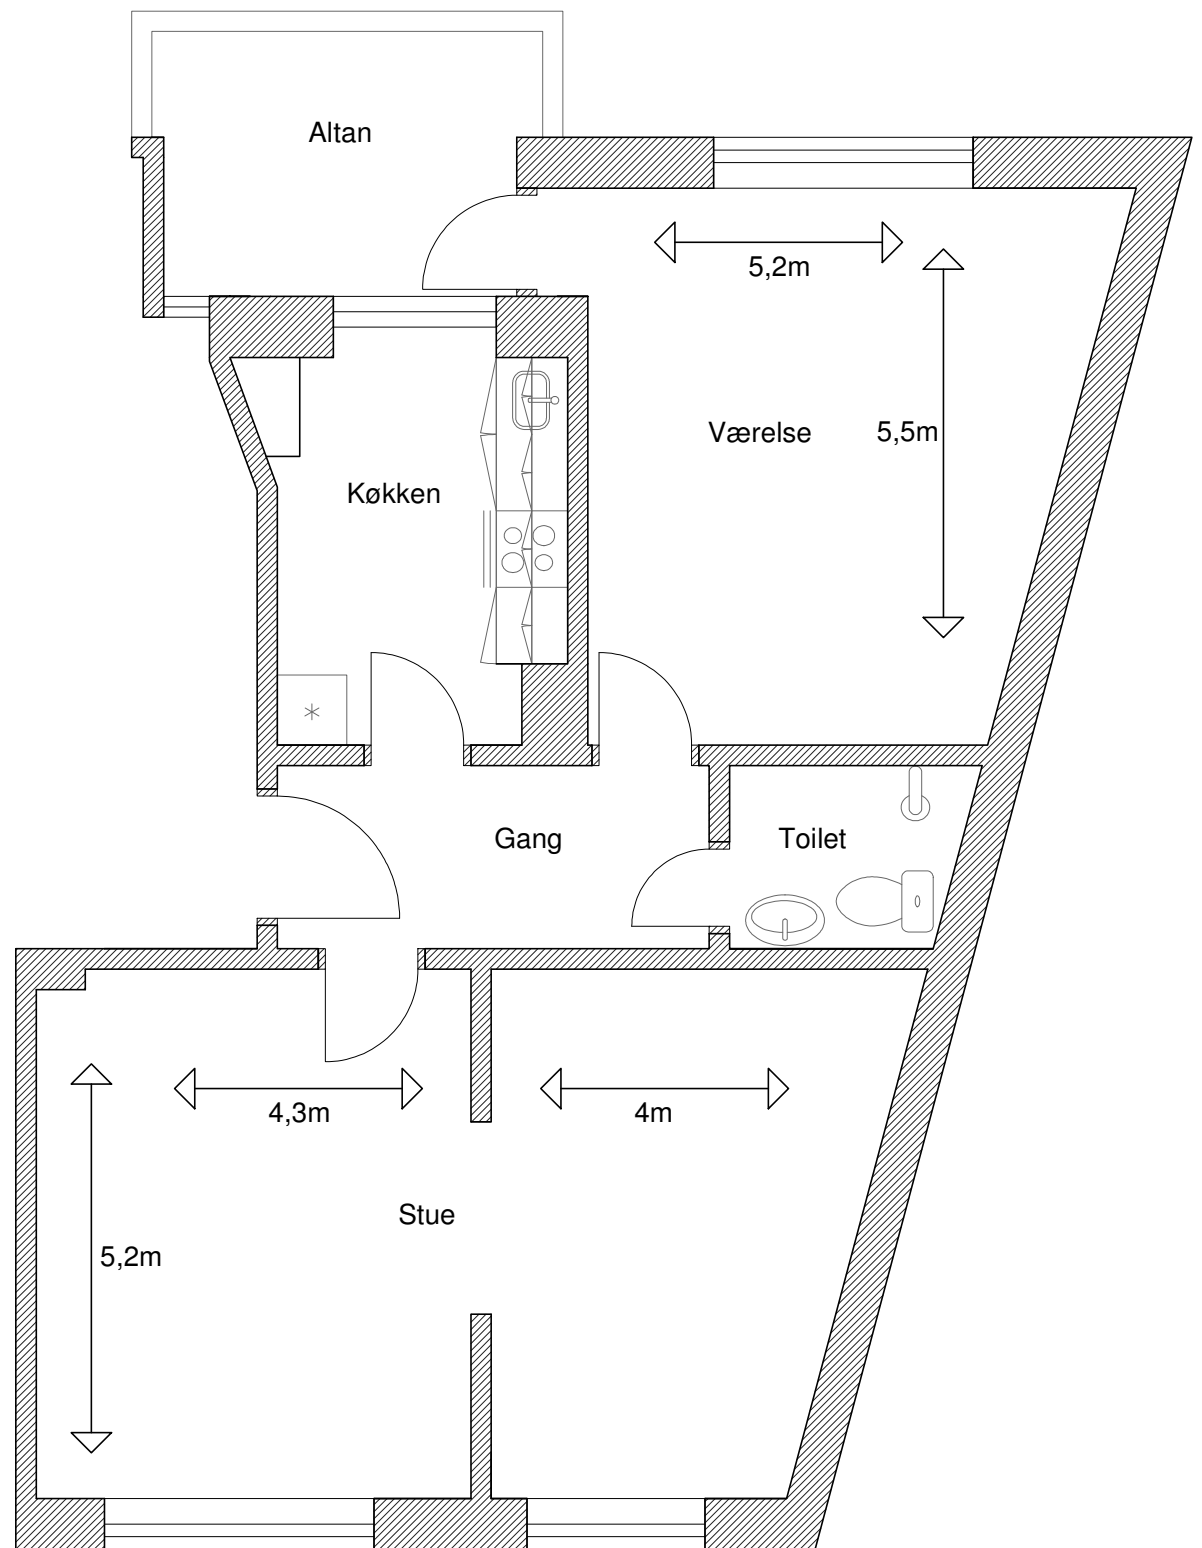 Altan
5,2m
Værelse
5,5m
Køkken
Gang
Toilet
4,3m
4m
Stue
5,2m